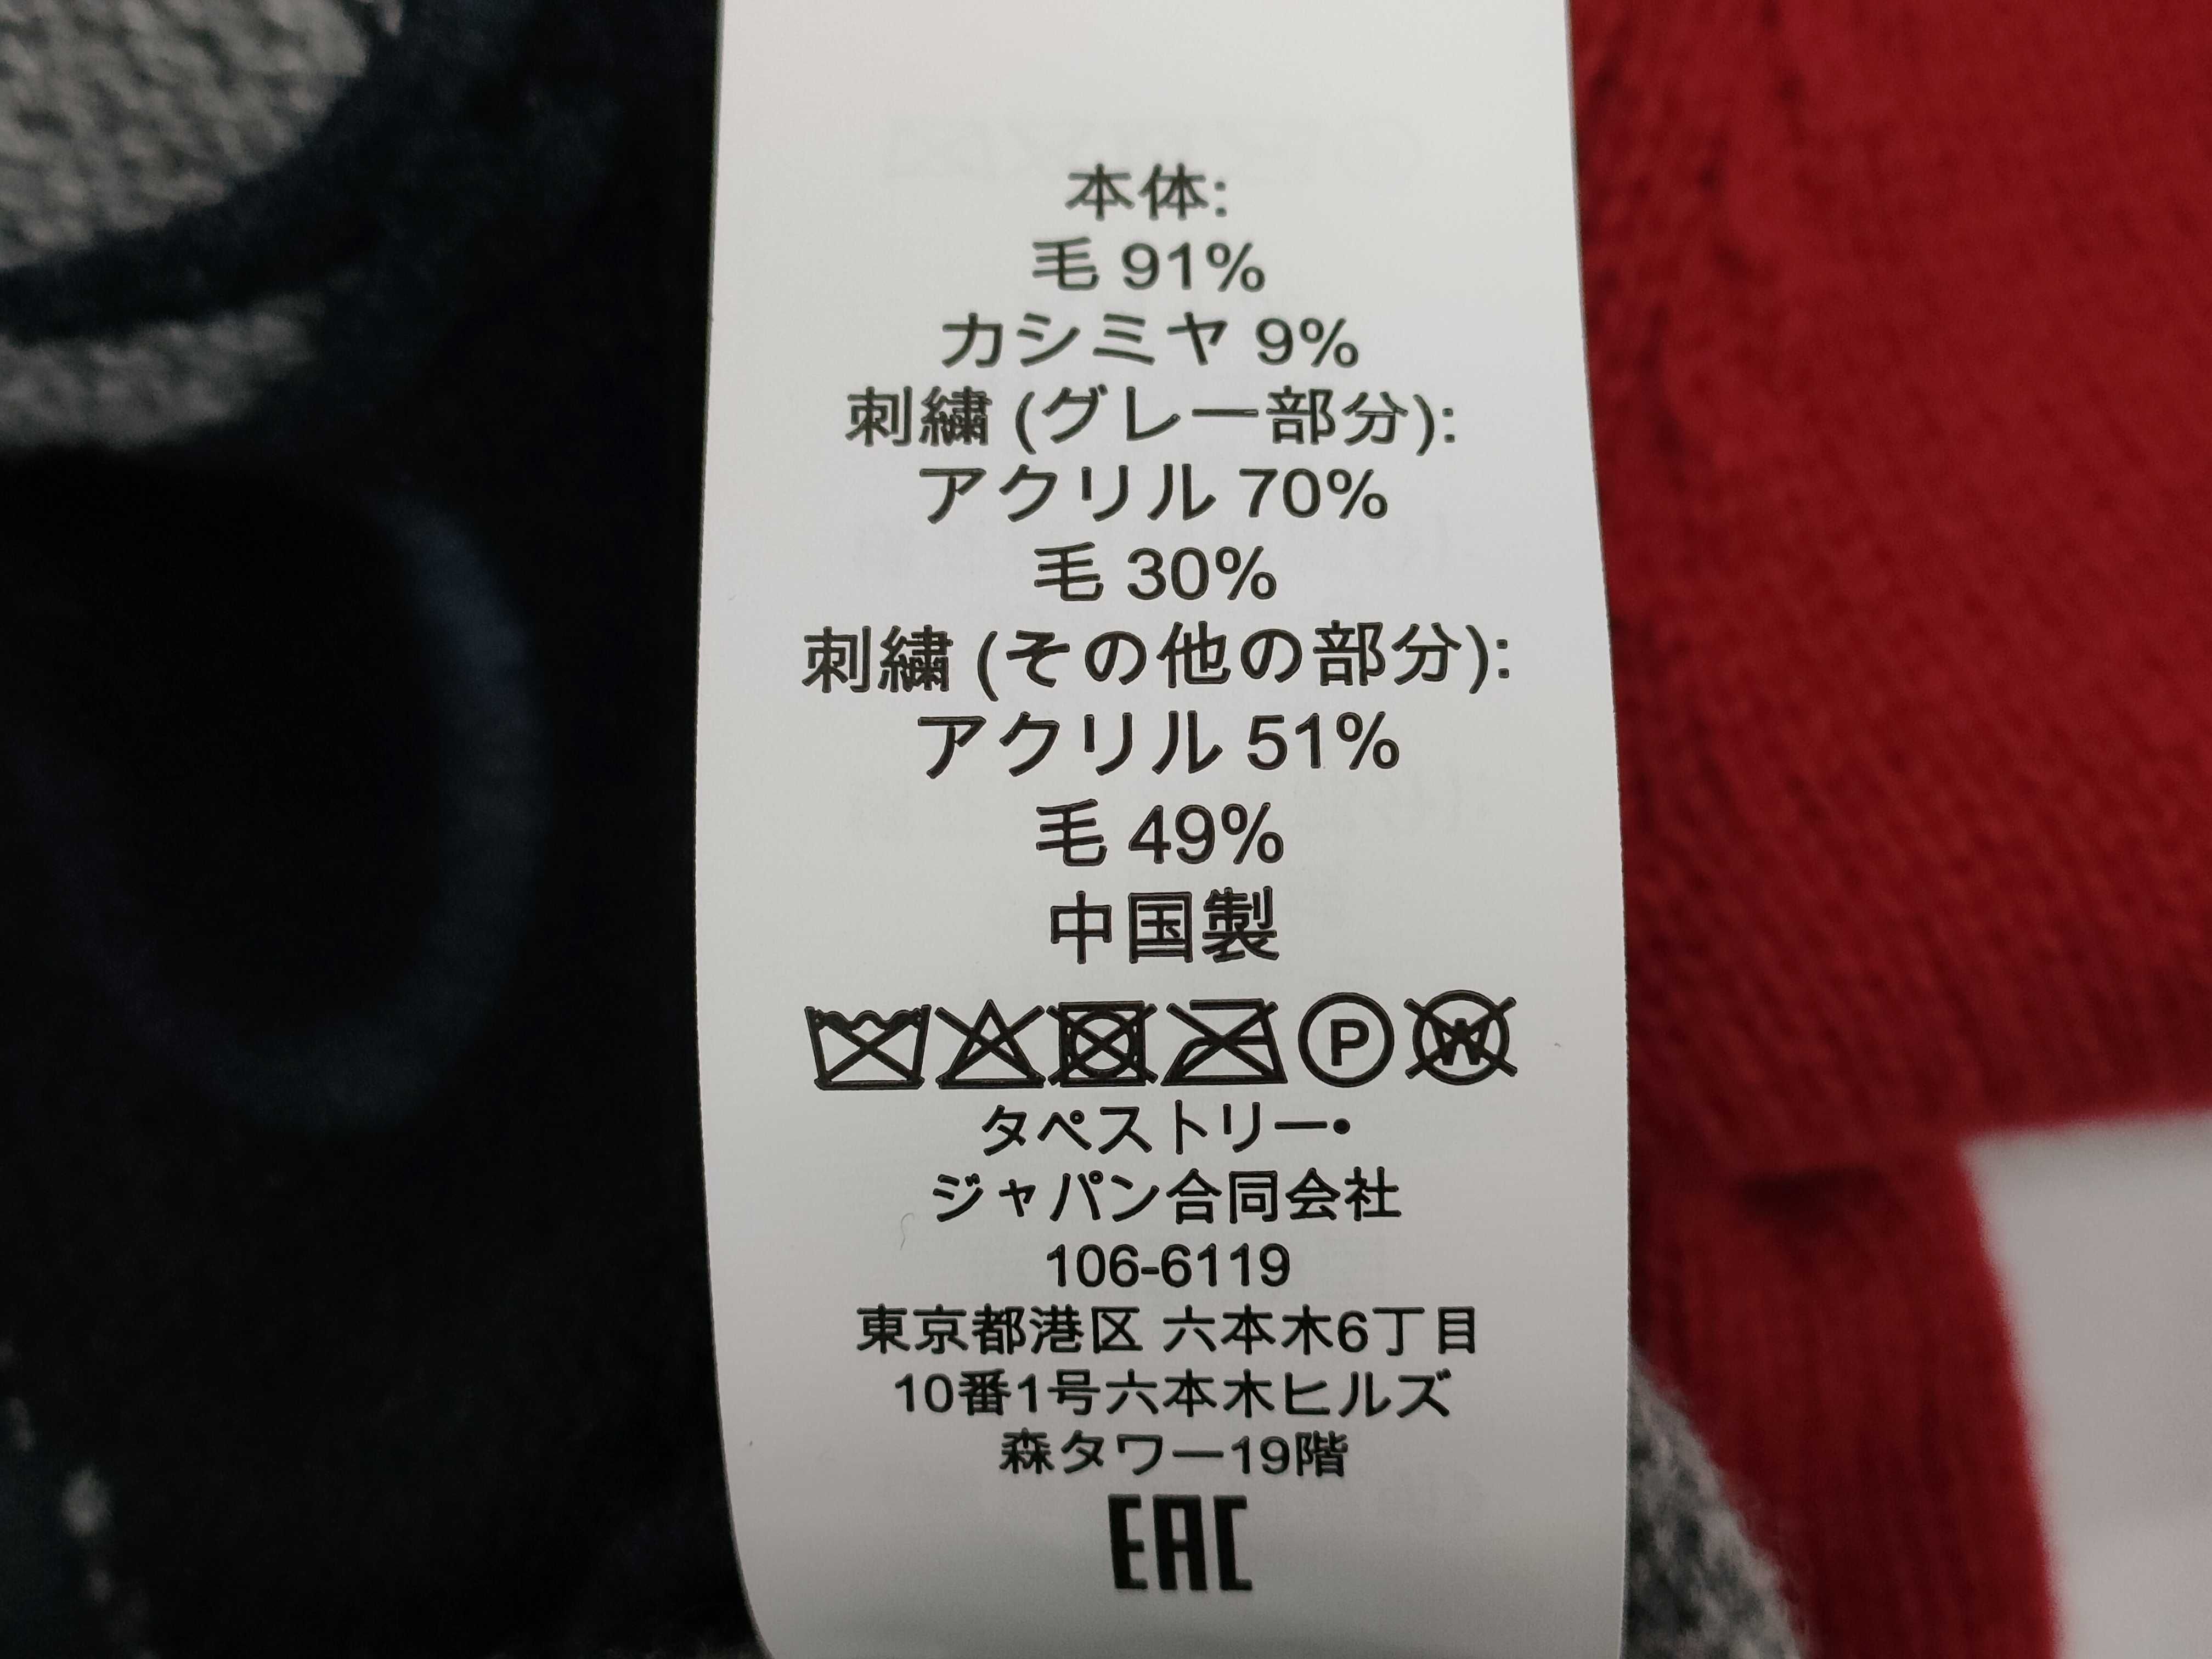 本体:
毛 91%
カシミヤ 9%
刺繍 (グレー部分):
アクリル 70%
毛 30%
刺繍 (その他の部分):
アクリル 51%
毛 49%
中国製
P W
タペストリー•
ジャパン合同会社
106-6119
東京都港区 六本木6丁目
10番1号六本木ヒルズ
森タワー19階
EAC